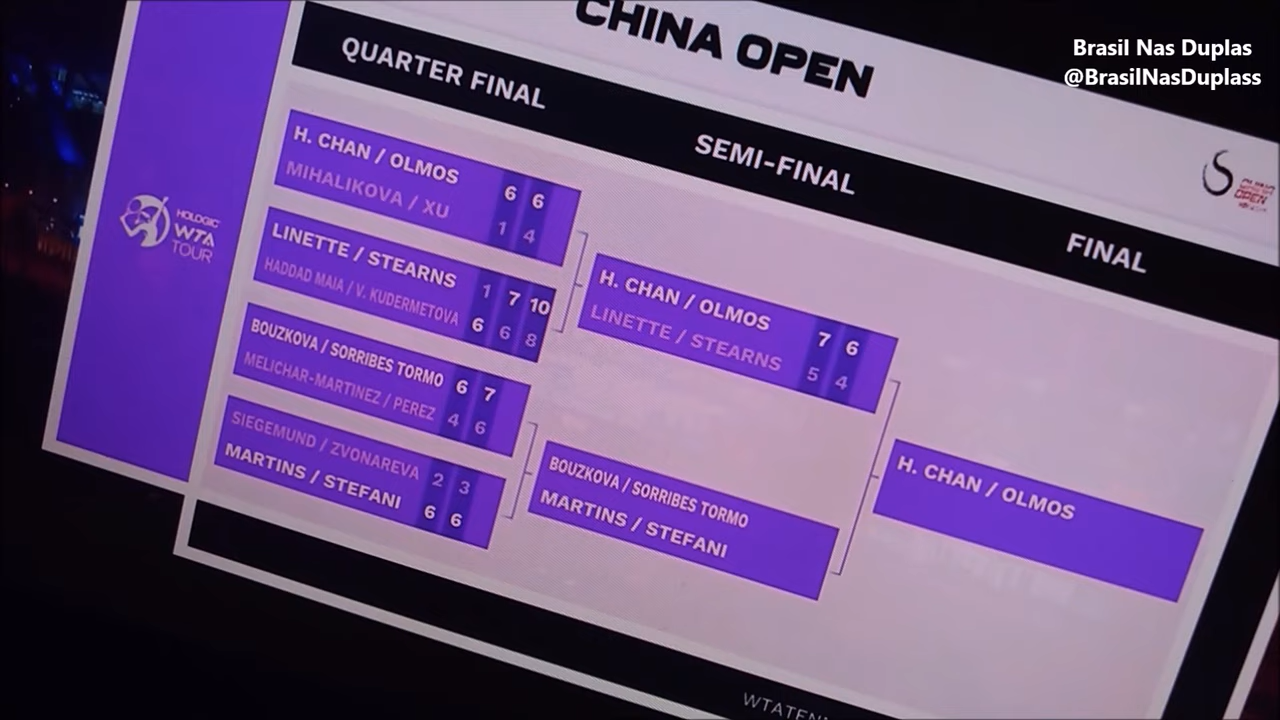 Brasil Nas Duplas
@BrasilNasDuplass
CHINA OPEN
QUARTER FINAL
SEMI-FINAL
FINAL
HOLOGIC
WTA
TOUR
OPEN
H. CHAN / OLMOS 6 6
MIHALIKOVA / XU 1 4
LINETTE / STEARNS 1 7 10
HADDAD MAIA / V. KUDERMETOVA 6 6 8
BOUZKOVA / SORRIBES TORMO 6 7
MELICHAR-MARTINEZ / PEREZ 4 6
SIEGEMUND / ZVONAREVA 2 3
MARTINS / STEFANI 6 6
H. CHAN / OLMOS 7 6
LINETTE / STEARNS 5 4
BOUZKOVA / SORRIBES TORMO
MARTINS / STEFANI
H. CHAN / OLMOS